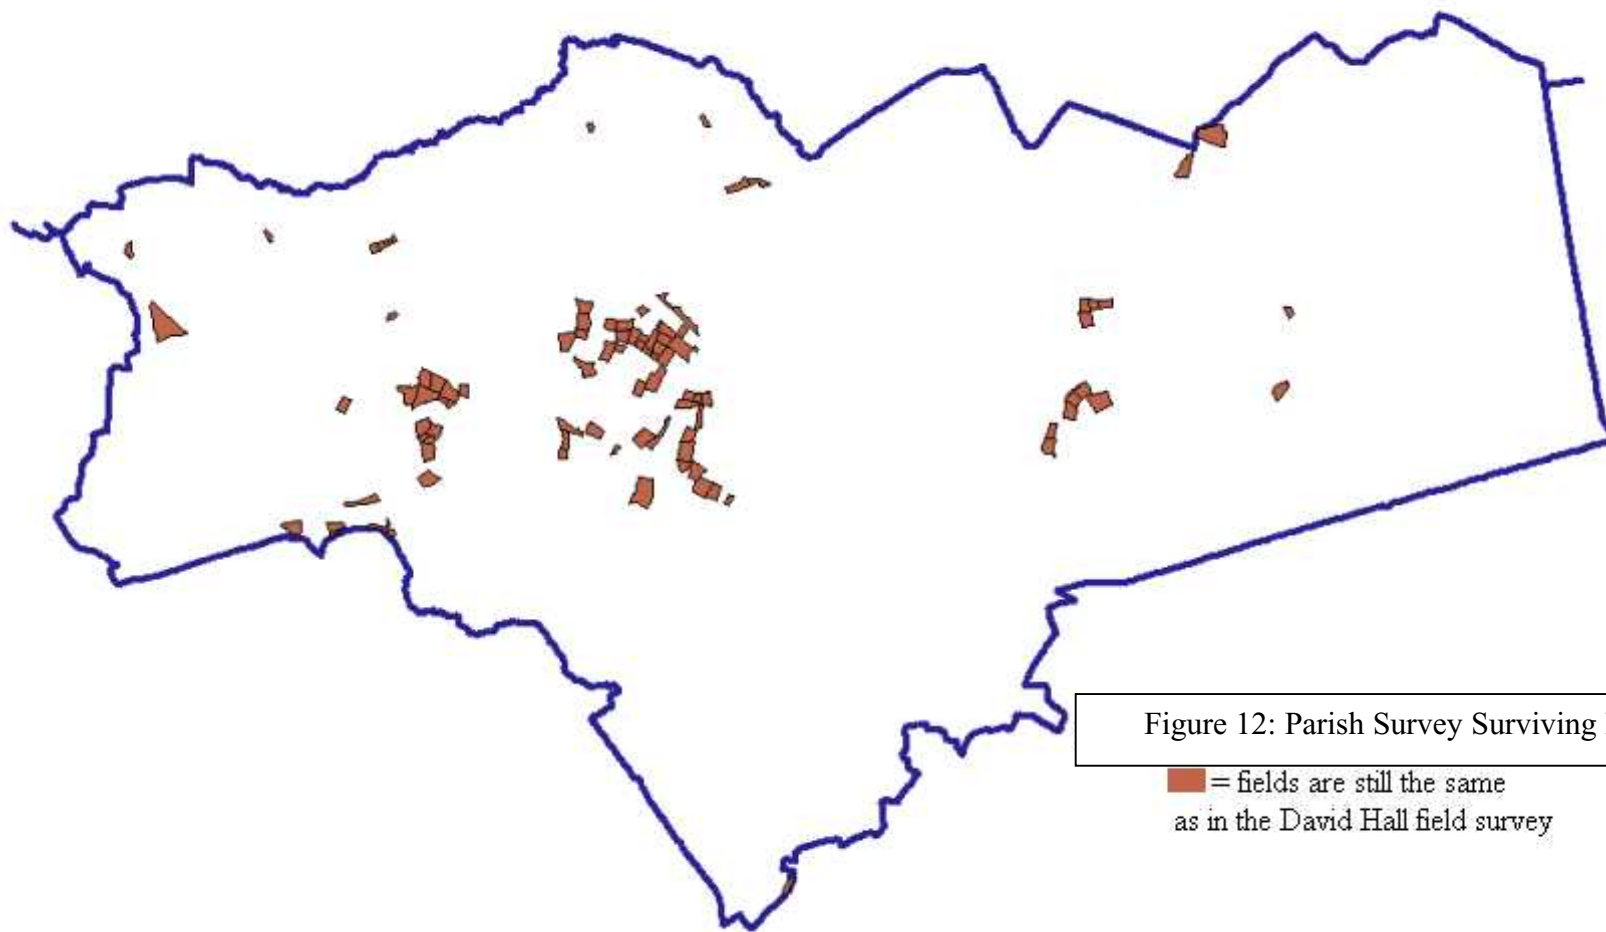 Figure 12: Parish Survey Surviving
= fields are still the same
as in the David Hall field survey